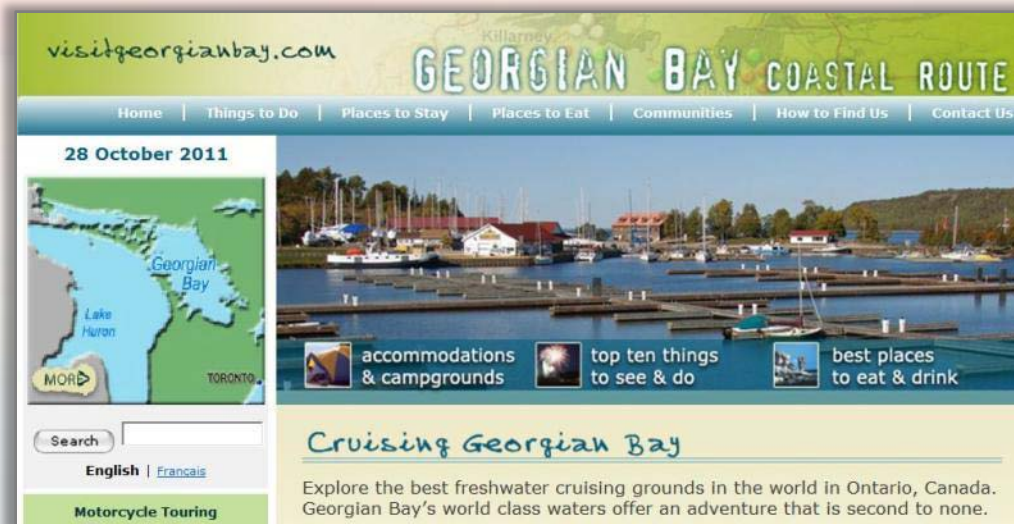 visitgeorgianbay.com
Killarney
GEORGIAN BAY COASTAL ROUTE
Home | Things to Do | Places to Stay | Places to Eat | Communities | How to Find Us | Contact Us
28 October 2011
Georgian
Bay
Lake
Huron
MORE
TORONTO
accommodations
& campgrounds
top ten things
to see & do
best places
to eat & drink
Search
English | Francais
Motorcycle Touring
Cruising Georgian Bay
Explore the best freshwater cruising grounds in the world in Ontario, Canada.
Georgian Bay's world class waters offer an adventure that is second to none.